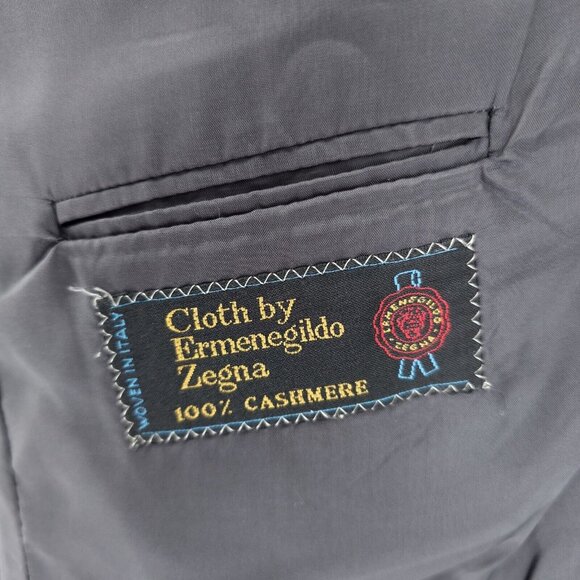 WOVEN IN ITALY
Cloth by
Ermenegildo
Zegna
100% CASHMERE
ERMENEGILDO
ZEGNA